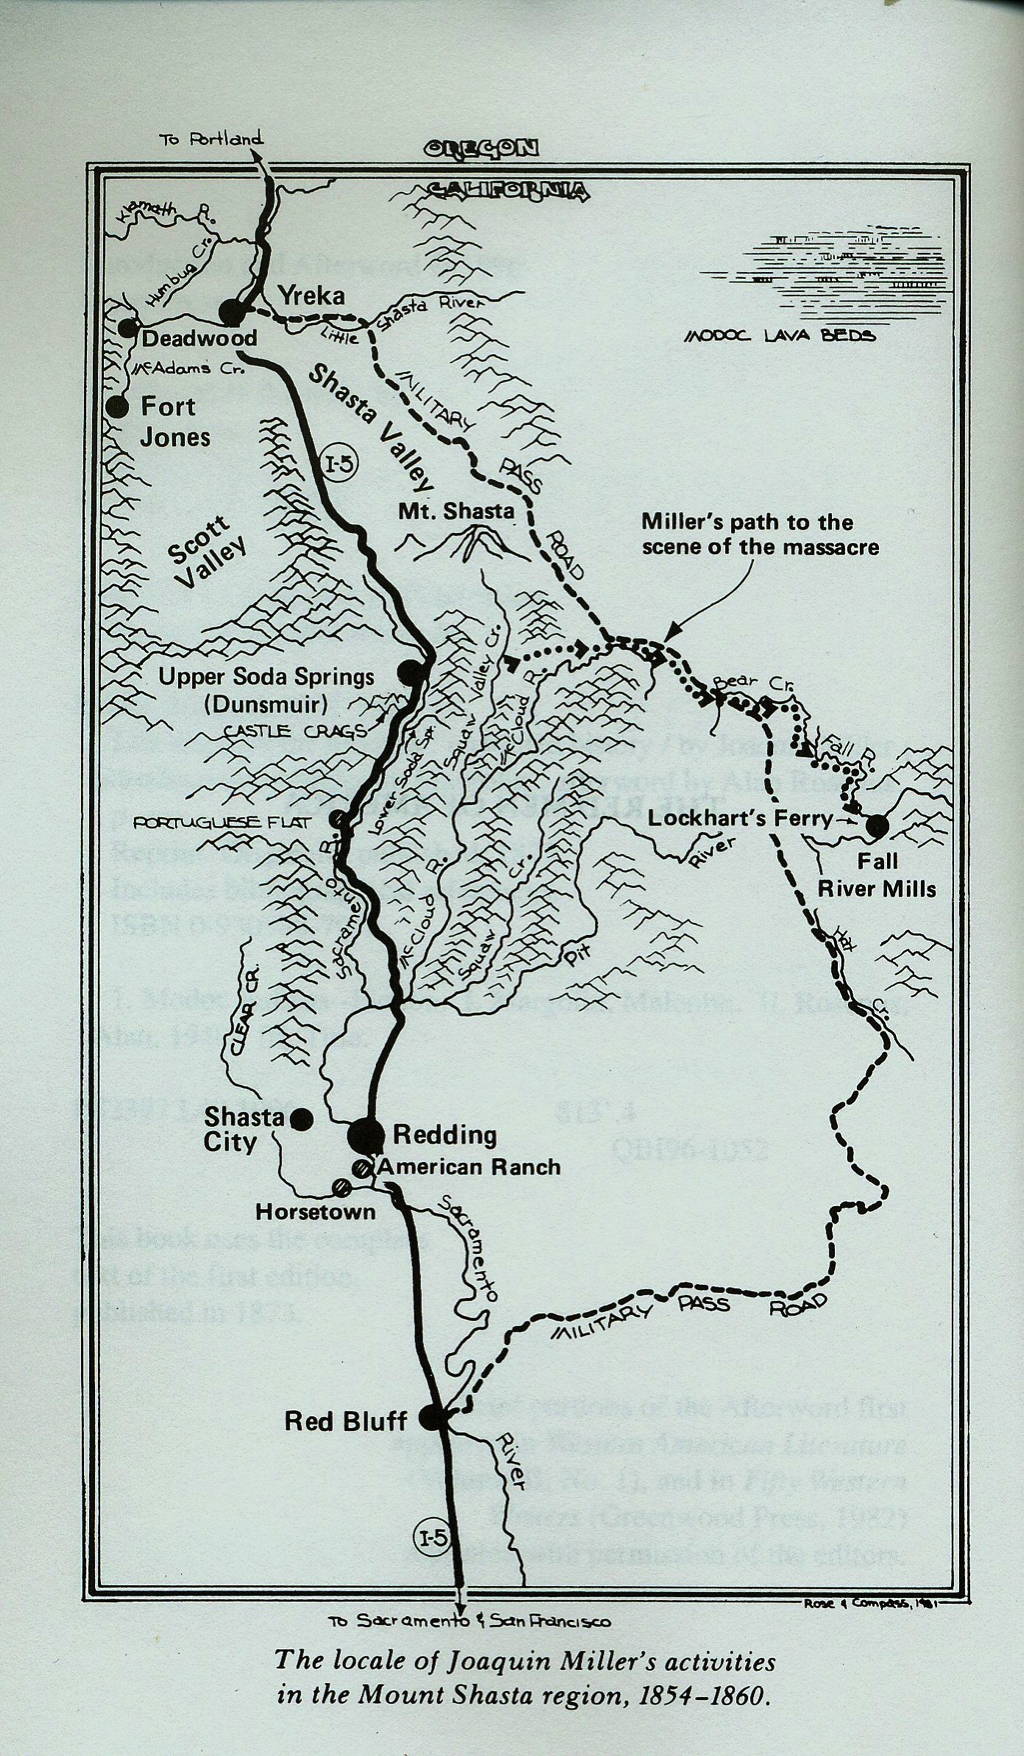 To Portland
OREGON
CALIFORNIA
Klamath R.
Humbug Cr.
Yreka
Shasta River
Little
Deadwood
McAdams Cr.
MODOC LAVA BEDS
Fort
Jones
Shasta Valley
MILITARY
PASS
ROAD
I-5
Mt. Shasta
Scott
Valley
Miller's path to the
scene of the massacre
Upper Soda Springs
(Dunsmuir)
CASTLE CRAGS
Squaw Valley Cr.
McCloud R.
Bear Cr.
Fall R.
Lower Soda Spr.
PORTUGUESE FLAT
Lockhart's Ferry
Fall
River Mills
River
Sacramento R.
McCloud R.
Squaw Cr.
Pit
Hat
Cr.
CLEAR CR.
Shasta
City
Redding
American Ranch
Horsetown
Sacramento
MILITARY PASS ROAD
Red Bluff
River
I-5
Rose & Compass, 1981
To Sacramento & San Francisco
The locale of Joaquin Miller's activities
in the Mount Shasta region, 1854–1860.